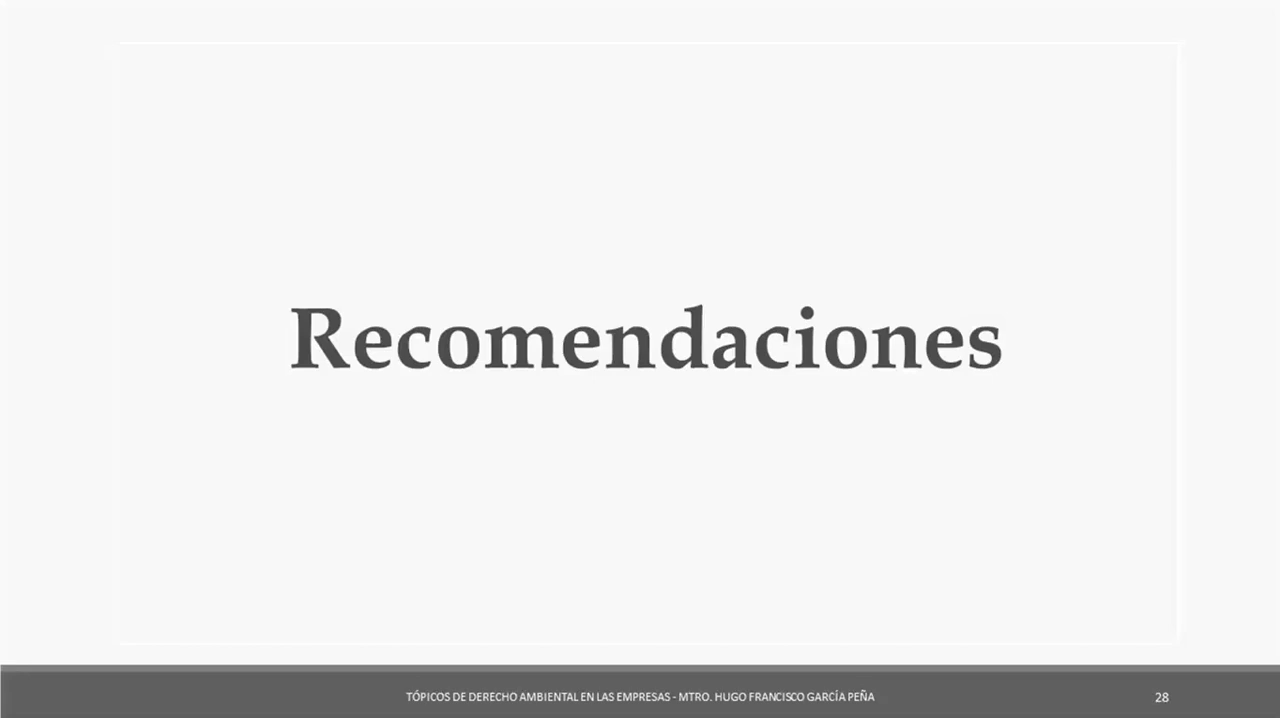 Recomendaciones
TÓPICOS DE DERECHO AMBIENTAL EN LAS EMPRESAS - MTRO. HUGO FRANCISCO GARCÍA PEÑA
28